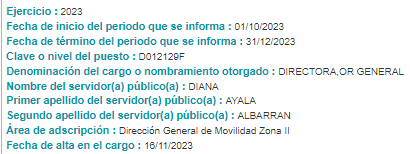 Ejercicio : 2023
Fecha de inicio del periodo que se informa : 01/10/2023
Fecha de término del periodo que se informa : 31/12/2023
Clave o nivel del puesto : D012129F
Denominación del cargo o nombramiento otorgado : DIRECTORA,OR GENERAL
Nombre del servidor(a) público(a) : DIANA
Primer apellido del servidor(a) público(a) : AYALA
Segundo apellido del servidor(a) público(a) : ALBARRAN
Área de adscripción : Dirección General de Movilidad Zona II
Fecha de alta en el cargo : 16/11/2023